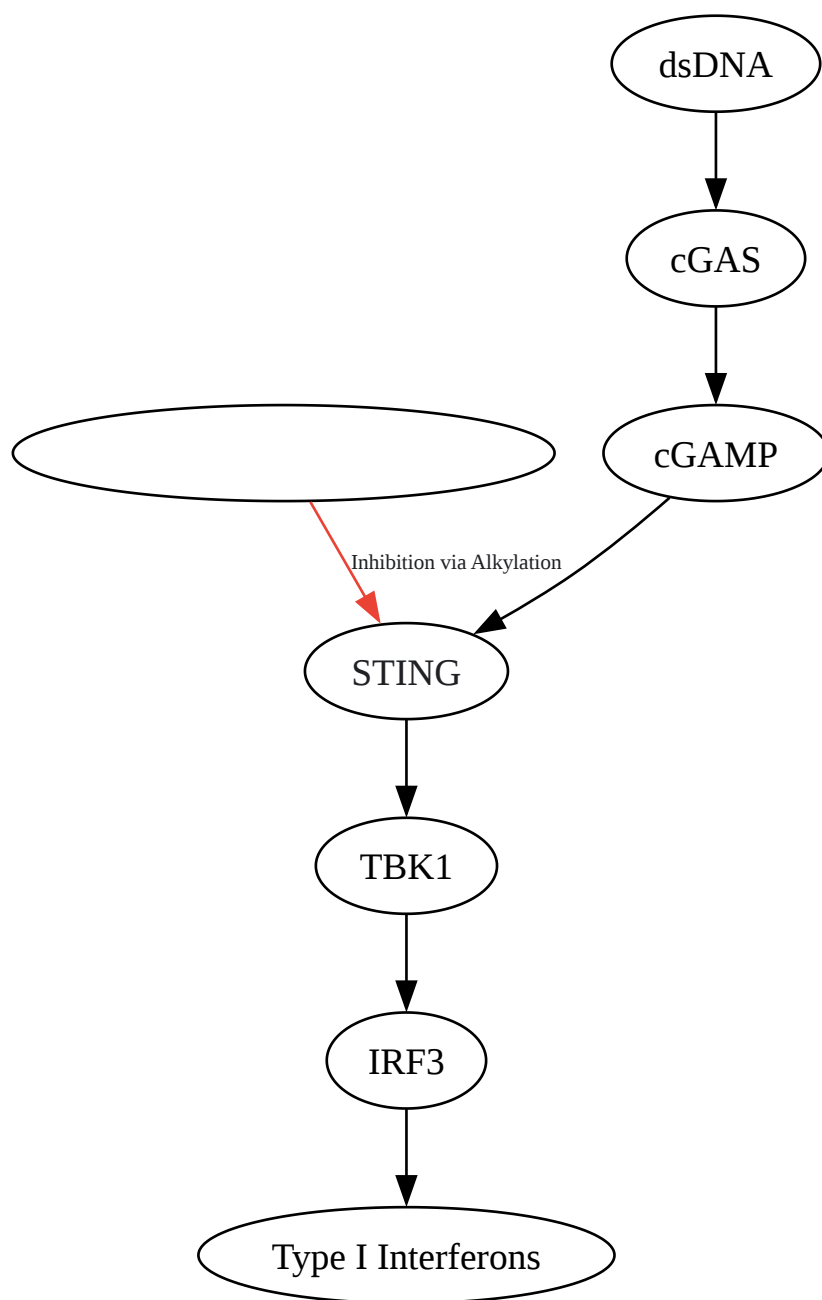 dsDNA
cGAS
cGAMP
Inhibition via Alkylation
STING
TBK1
IRF3
Type I Interferons